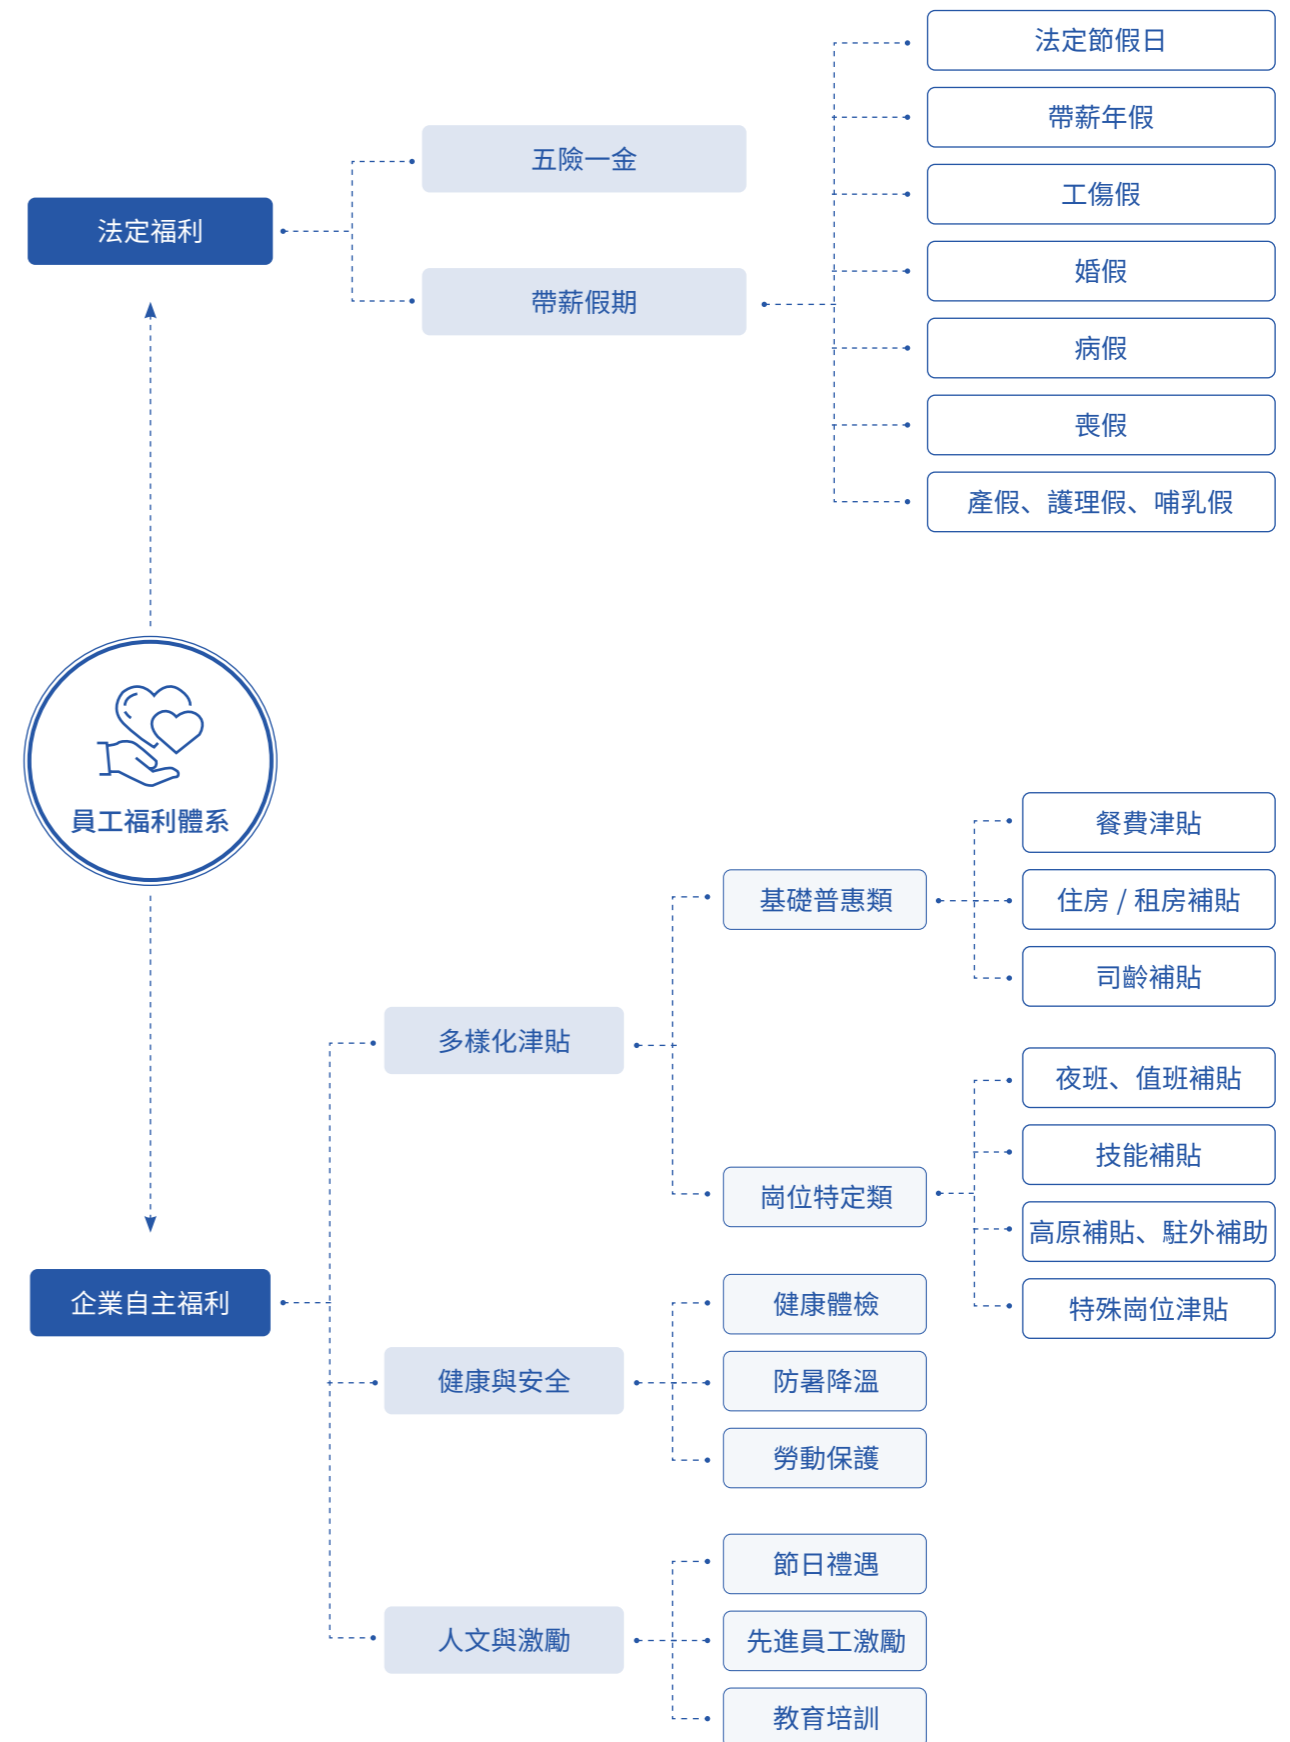 員工福利體系
法定福利
五險一金
帶薪假期
法定節假日
帶薪年假
工傷假
婚假
病假
喪假
產假、護理假、哺乳假
企業自主福利
多樣化津貼
基礎普惠類
餐費津貼
住房 / 租房補貼
司齡補貼
崗位特定類
夜班、值班補貼
技能補貼
高原補貼、駐外補助
特殊崗位津貼
健康與安全
健康體檢
防暑降溫
勞動保護
人文與激勵
節日禮遇
先進員工激勵
教育培訓